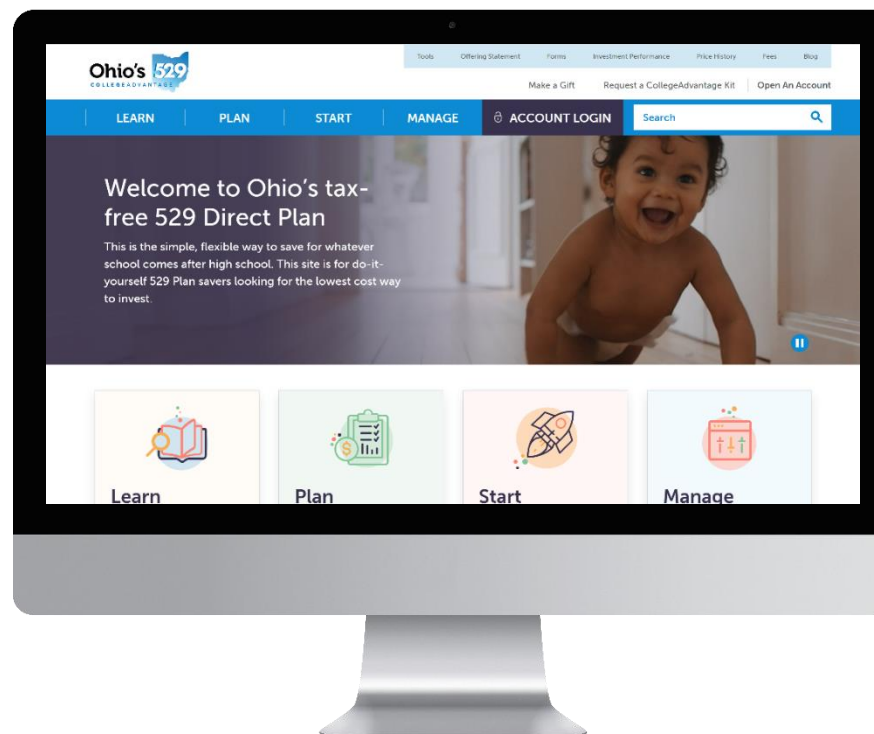 Ohio's 529
COLLEGEADVANTAGE
Tools Offering Statement Forms Investment Performance Price History Fees Blog
Make a Gift Request a CollegeAdvantage Kit Open An Account
LEARN PLAN START MANAGE ACCOUNT LOGIN Search
Welcome to Ohio's tax-
free 529 Direct Plan
This is the simple, flexible way to save for whatever
school comes after high school. This site is for do-it-
yourself 529 Plan savers looking for the lowest cost way
to invest.
Learn Plan Start Manage